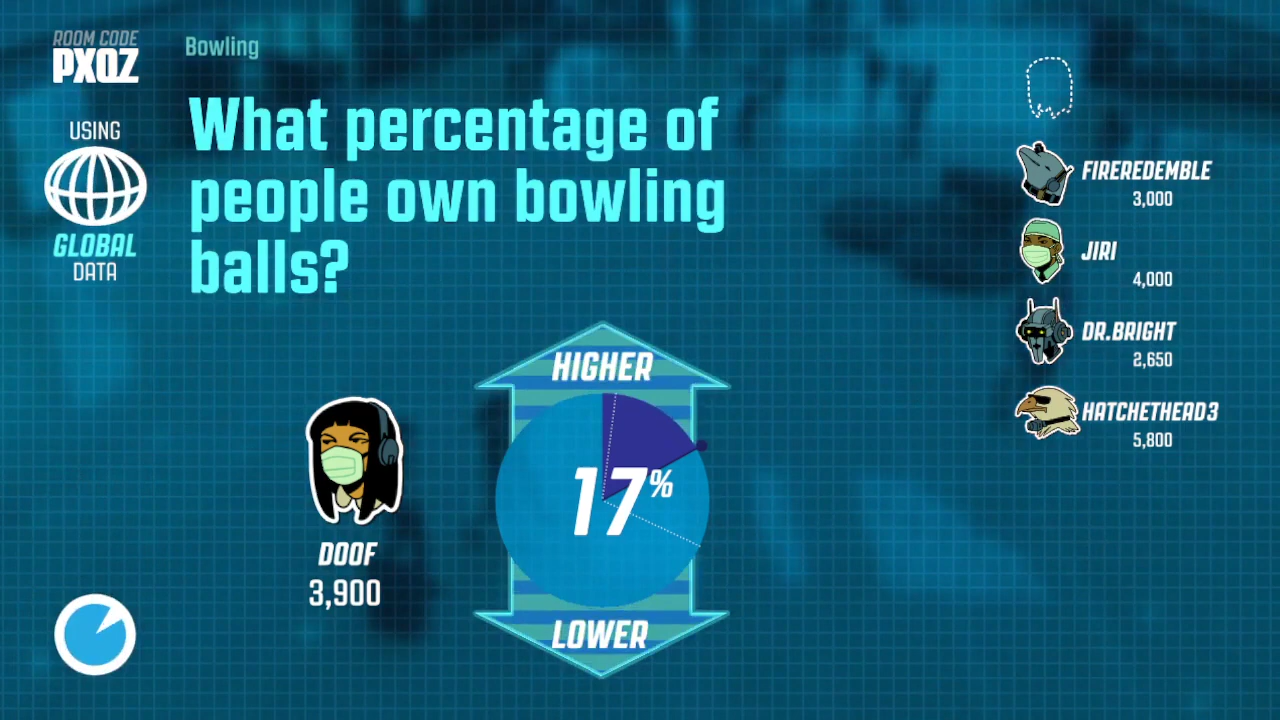 ROOM CODE
PXQZ
Bowling
USING
GLOBAL
DATA
What percentage of
people own bowling
balls?
HIGHER
17%
LOWER
DOOF
3,900
FIREREDEMBLE
3,000
JIRI
4,000
DR.BRIGHT
2,650
HATCHETHEAD3
5,800